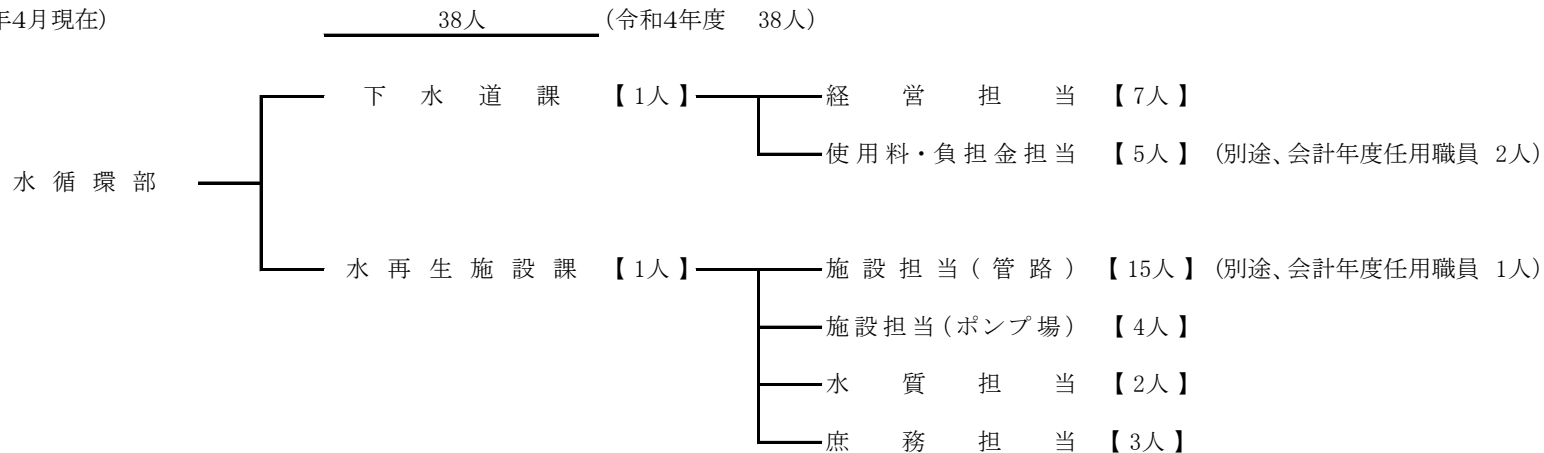 年4月現在) 38人 (令和4年度 38人)
下水道課 【1人】 経営担当 【7人】
使用料・負担金担当 【5人】 (別途、会計年度任用職員 2人)
水循環部
水再生施設課 【1人】 施設担当(管路) 【15人】 (別途、会計年度任用職員 1人)
施設担当(ポンプ場) 【4人】
水質担当 【2人】
庶務担当 【3人】